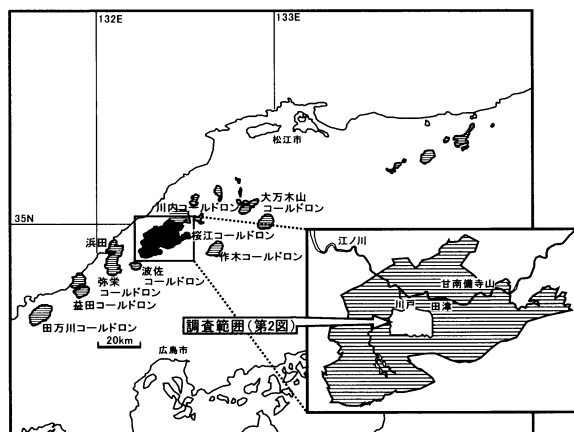 132E
133E
松江市
大万木山
コールドロン
川内コールドロン
35N
桜江コールドロン
浜田
作木コールドロン
波佐
コールドロン
弥栄
コールドロン
益田コールドロン
田万川コールドロン
20km
広島市
江ノ川
甘南備寺山
川戸
田津
調査範囲(第2図)